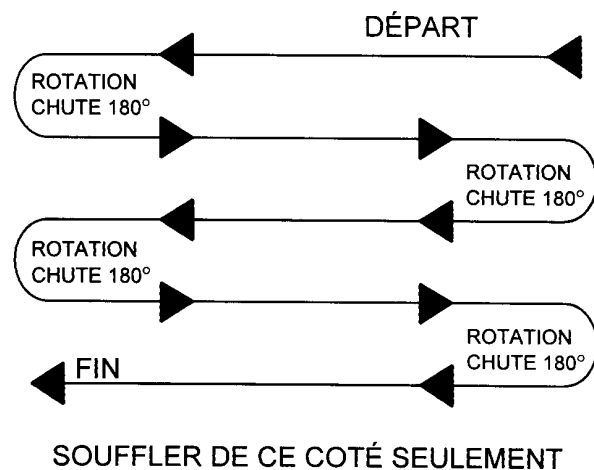 DÉPART
ROTATION
CHUTE 180°
ROTATION
CHUTE 180°
ROTATION
CHUTE 180°
ROTATION
CHUTE 180°
FIN
SOUFFLER DE CE COTÉ SEULEMENT